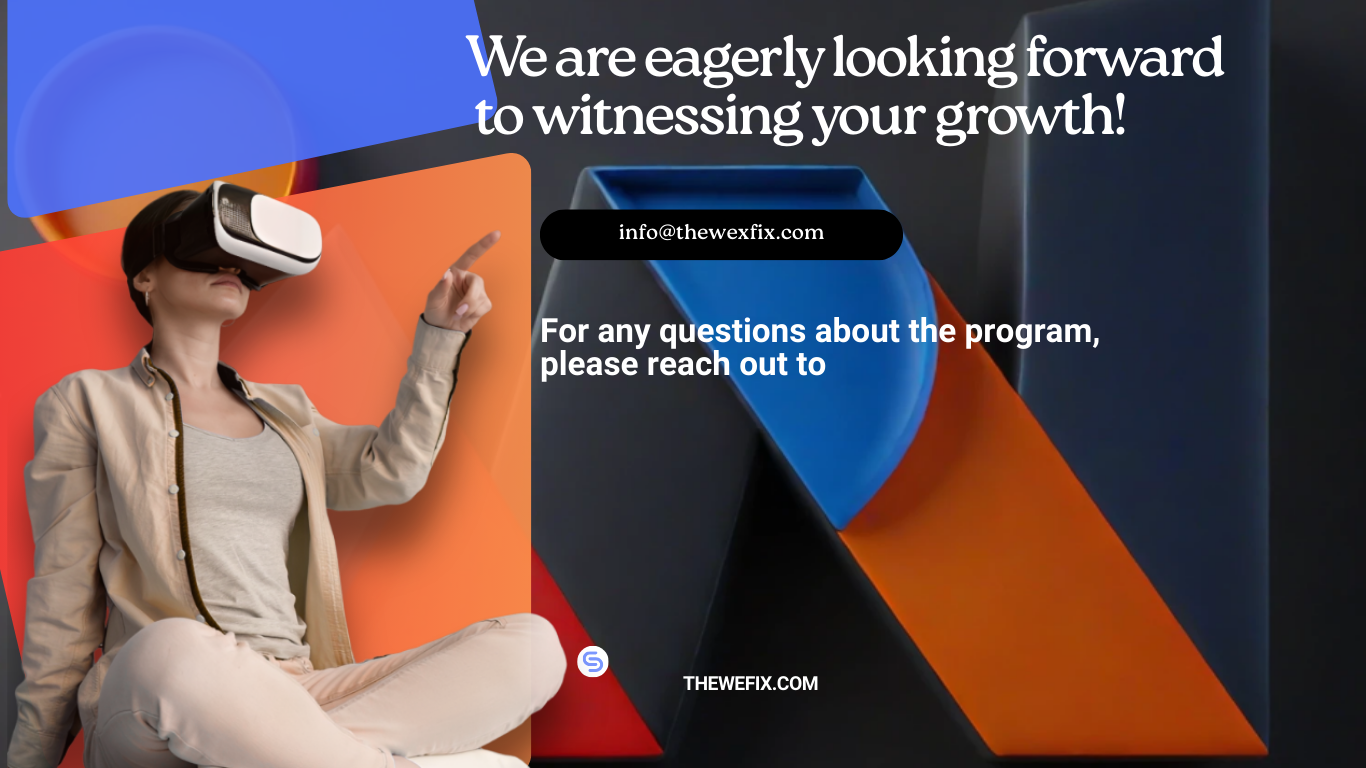 We are eagerly looking forward
to witnessing your growth!
info@thewexfix.com
For any questions about the program,
please reach out to
THEWEFIX.COM